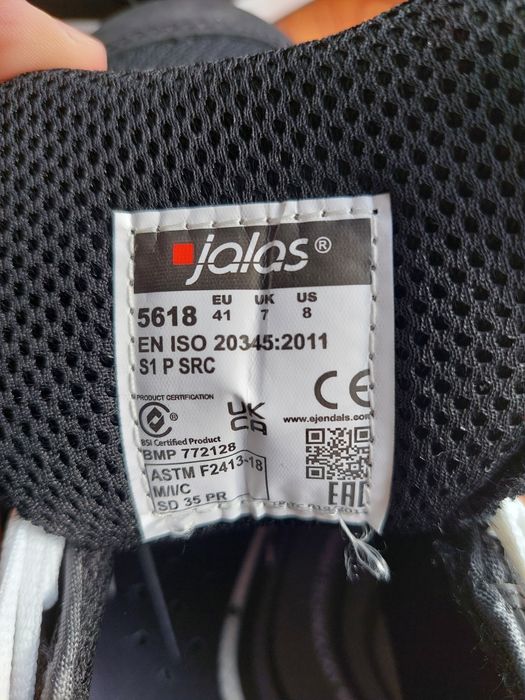 jalas®
EU UK US
5618 41 7 8
EN ISO 20345:2011
S1 P SRC
PRODUCT CERTIFICATION
CE
UK
CA
www.ejendals.com
BSI Certified Product
BMP 772128
ASTM F2413-18
M/I/C
SD 35 PR
EAC